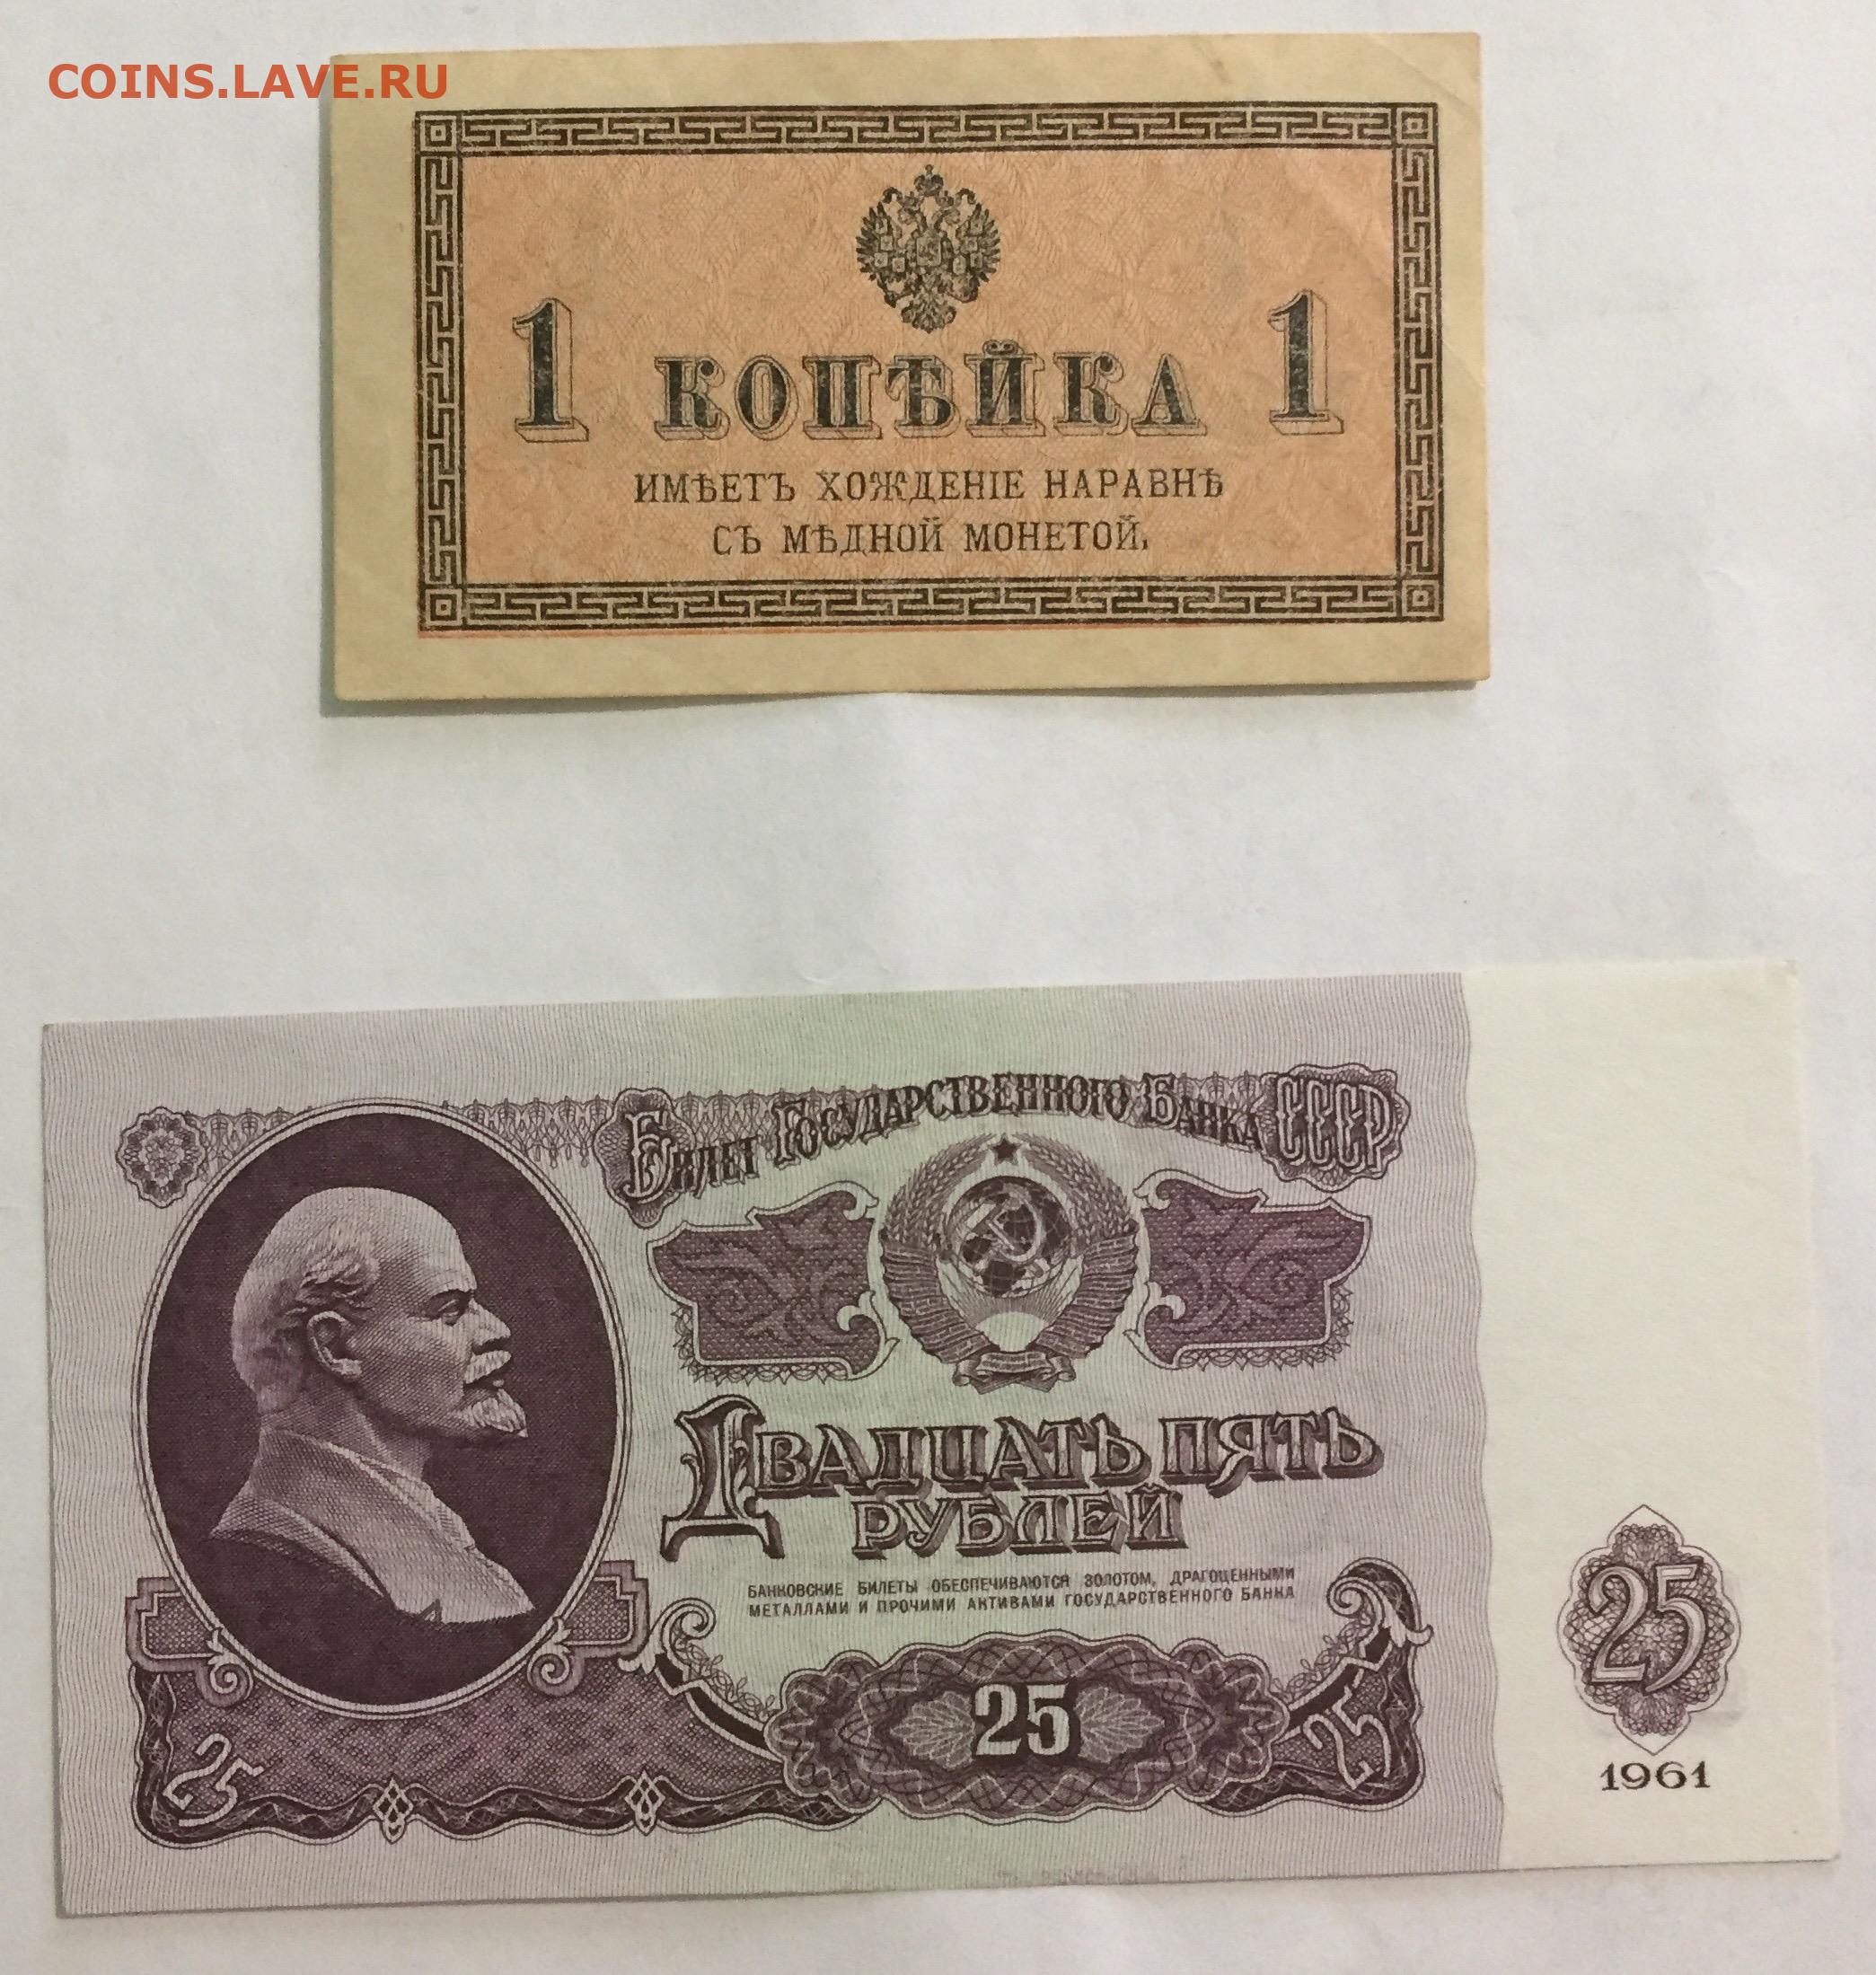 COINS.LAVE.RU
1 КОПѢЙКА 1
ИМѢЕТЪ ХОЖДЕНІЕ НАРАВНѢ
СЪ МѢДНОЙ МОНЕТОЙ.
БИЛЕТ ГОСУДАРСТВЕННОГО БАНКА СССР
ДВАДЦАТЬ ПЯТЬ
РУБЛЕЙ
БАНКОВСКИЕ БИЛЕТЫ ОБЕСПЕЧИВАЮТСЯ ЗОЛОТОМ, ДРАГОЦЕННЫМИ
МЕТАЛЛАМИ И ПРОЧИМИ АКТИВАМИ ГОСУДАРСТВЕННОГО БАНКА
25
25
25
25
1961